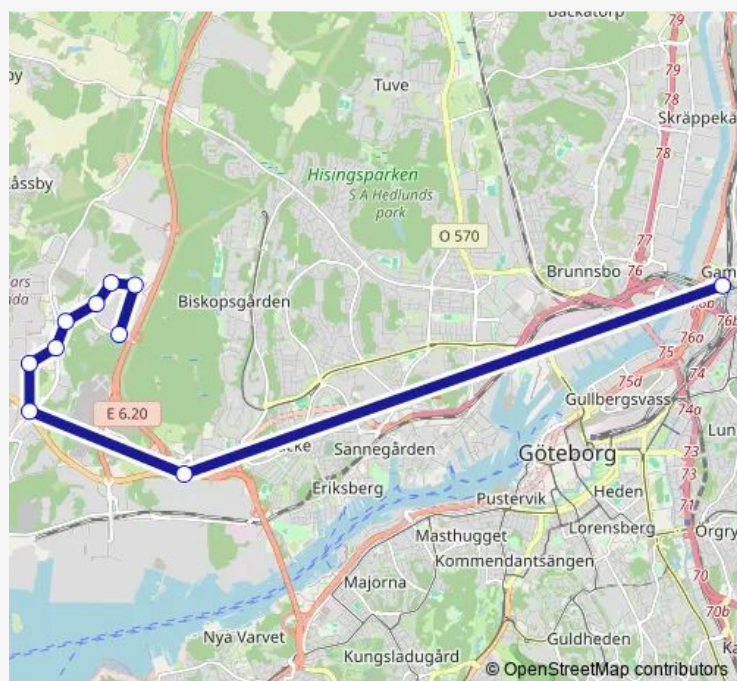 Backatorp
79
79
78
Skräppeka
78
Tuve
Hisingsparken
S A Hedlunds
park
O 570
77
76
Brunnsbo
Gam
76b
76b
76a
75
75d
74
74a
Gullbergsvass
Lun
Biskopsgården
E 6.20
Sannegården
Göteborg
73
73
Eriksberg
Pustervik
Heden
71
Lorensberg
Örgry
Masthugget
Kommendantsängen
70
Majorna
70b
Nya Varvet
Guldheden
Kungsladugård
© OpenStreetMap contributors